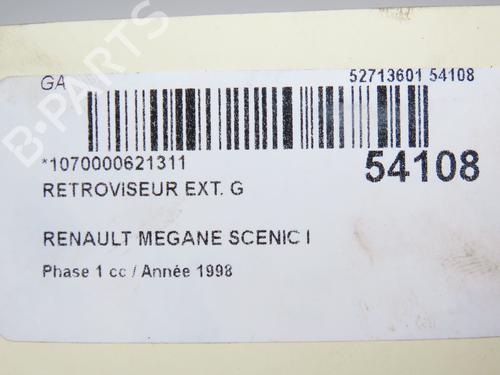 GA 52713601 54108
*1070000621311 54108
RETROVISEUR EXT. G
RENAULT MEGANE SCENIC I
Phase 1 cc / Année 1998
B-PARTS